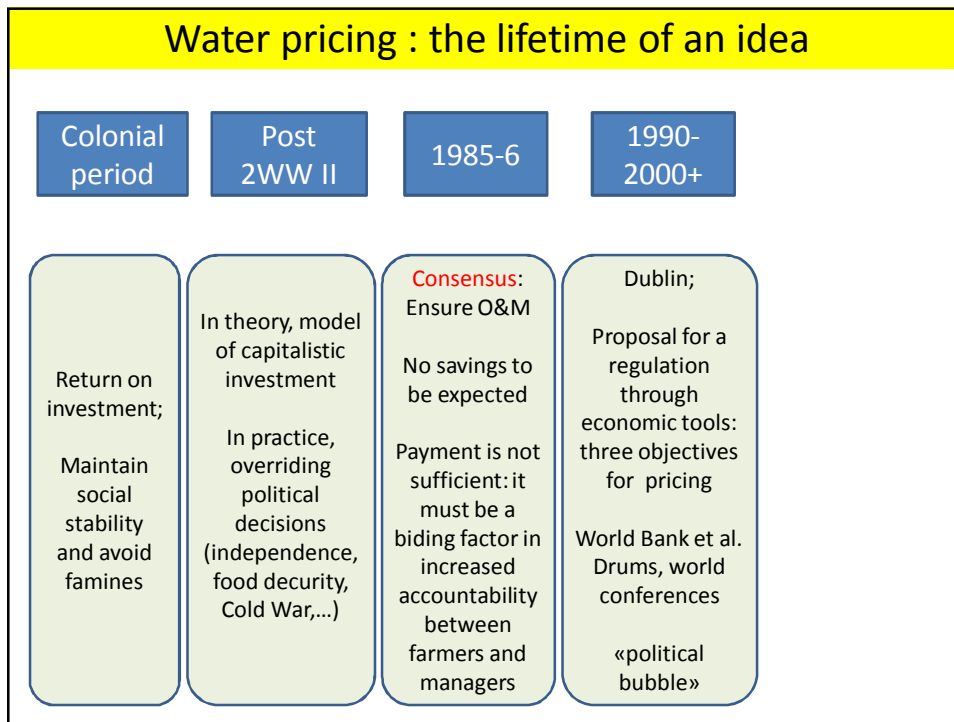 Water pricing : the lifetime of an idea
Colonial
period
Post
2WW II
1985-6
1990-
2000+
Return on
investment;
Maintain
social
stability
and avoid
famines
In theory, model
of capitalistic
investment
In practice,
overriding
political
decisions
(independence,
food decurity,
Cold War,...)
Consensus:
Ensure O&M
No savings to
be expected
Payment is not
sufficient: it
must be a
biding factor in
increased
accountability
between
farmers and
managers
Dublin;
Proposal for a
regulation
through
economic tools:
three objectives
for pricing
World Bank et al.
Drums, world
conferences
«political
bubble»